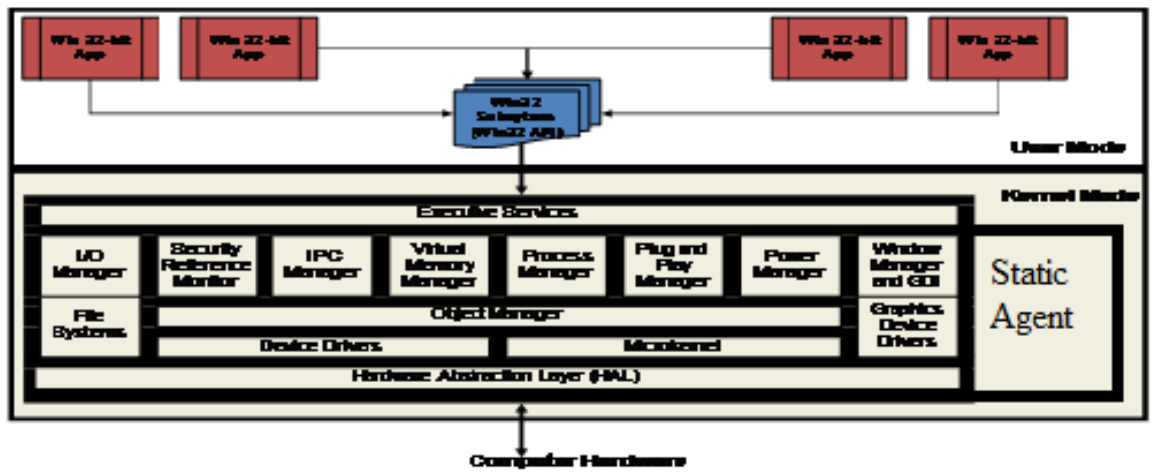 Win 32-bit
App
Win 32-bit
App
Win 32-bit
App
Win 32-bit
App
Win32
Subsytem
(Win32 API)
User Mode
Kernel Mode
Executive Services
I/O
Manager
Security
Reference
Monitor
IPC
Manager
Virtual
Memory
Manager
Process
Manager
Plug and
Play
Manager
Power
Manager
Window
Manager
and GDI
Static
Agent
File
Systems
Object Manager
Graphics
Device
Drivers
Device Drivers
Microkernel
Hardware Abstraction Layer (HAL)
Computer Hardware